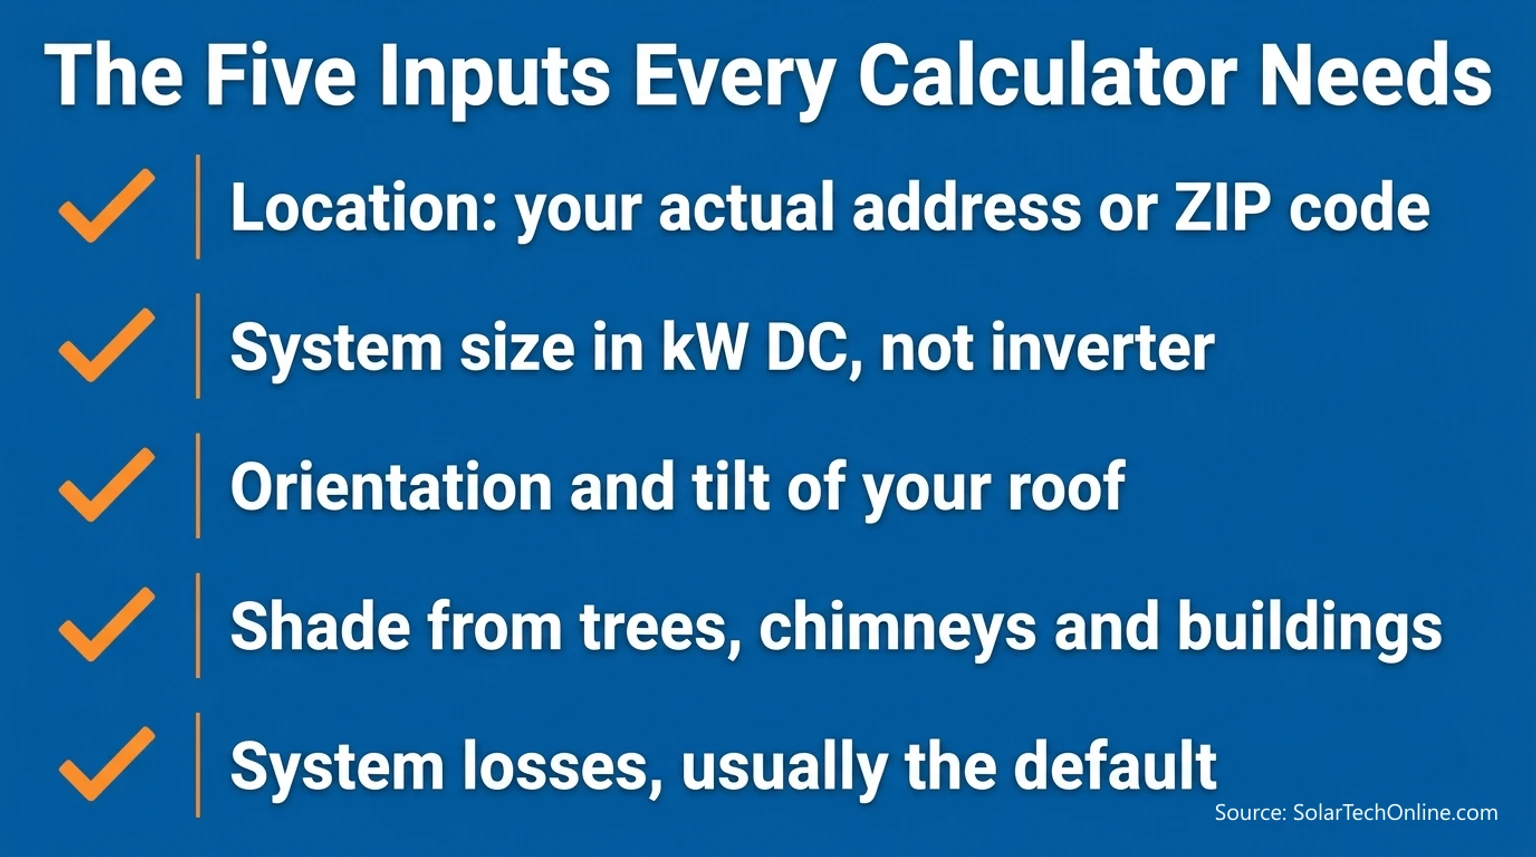 The Five Inputs Every Calculator Needs
Location: your actual address or ZIP code
System size in kW DC, not inverter
Orientation and tilt of your roof
Shade from trees, chimneys and buildings
System losses, usually the default
Source: SolarTechOnline.com